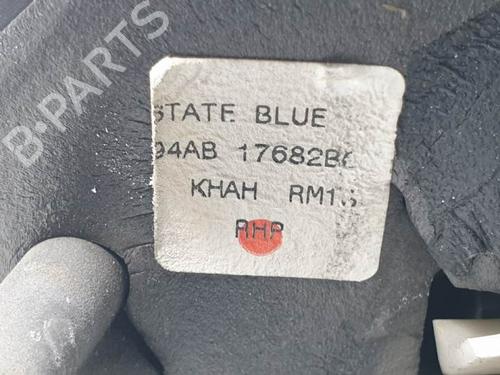 B-PARTS
STATE BLUE
94AB 17682B
KHAH RM1
RHP